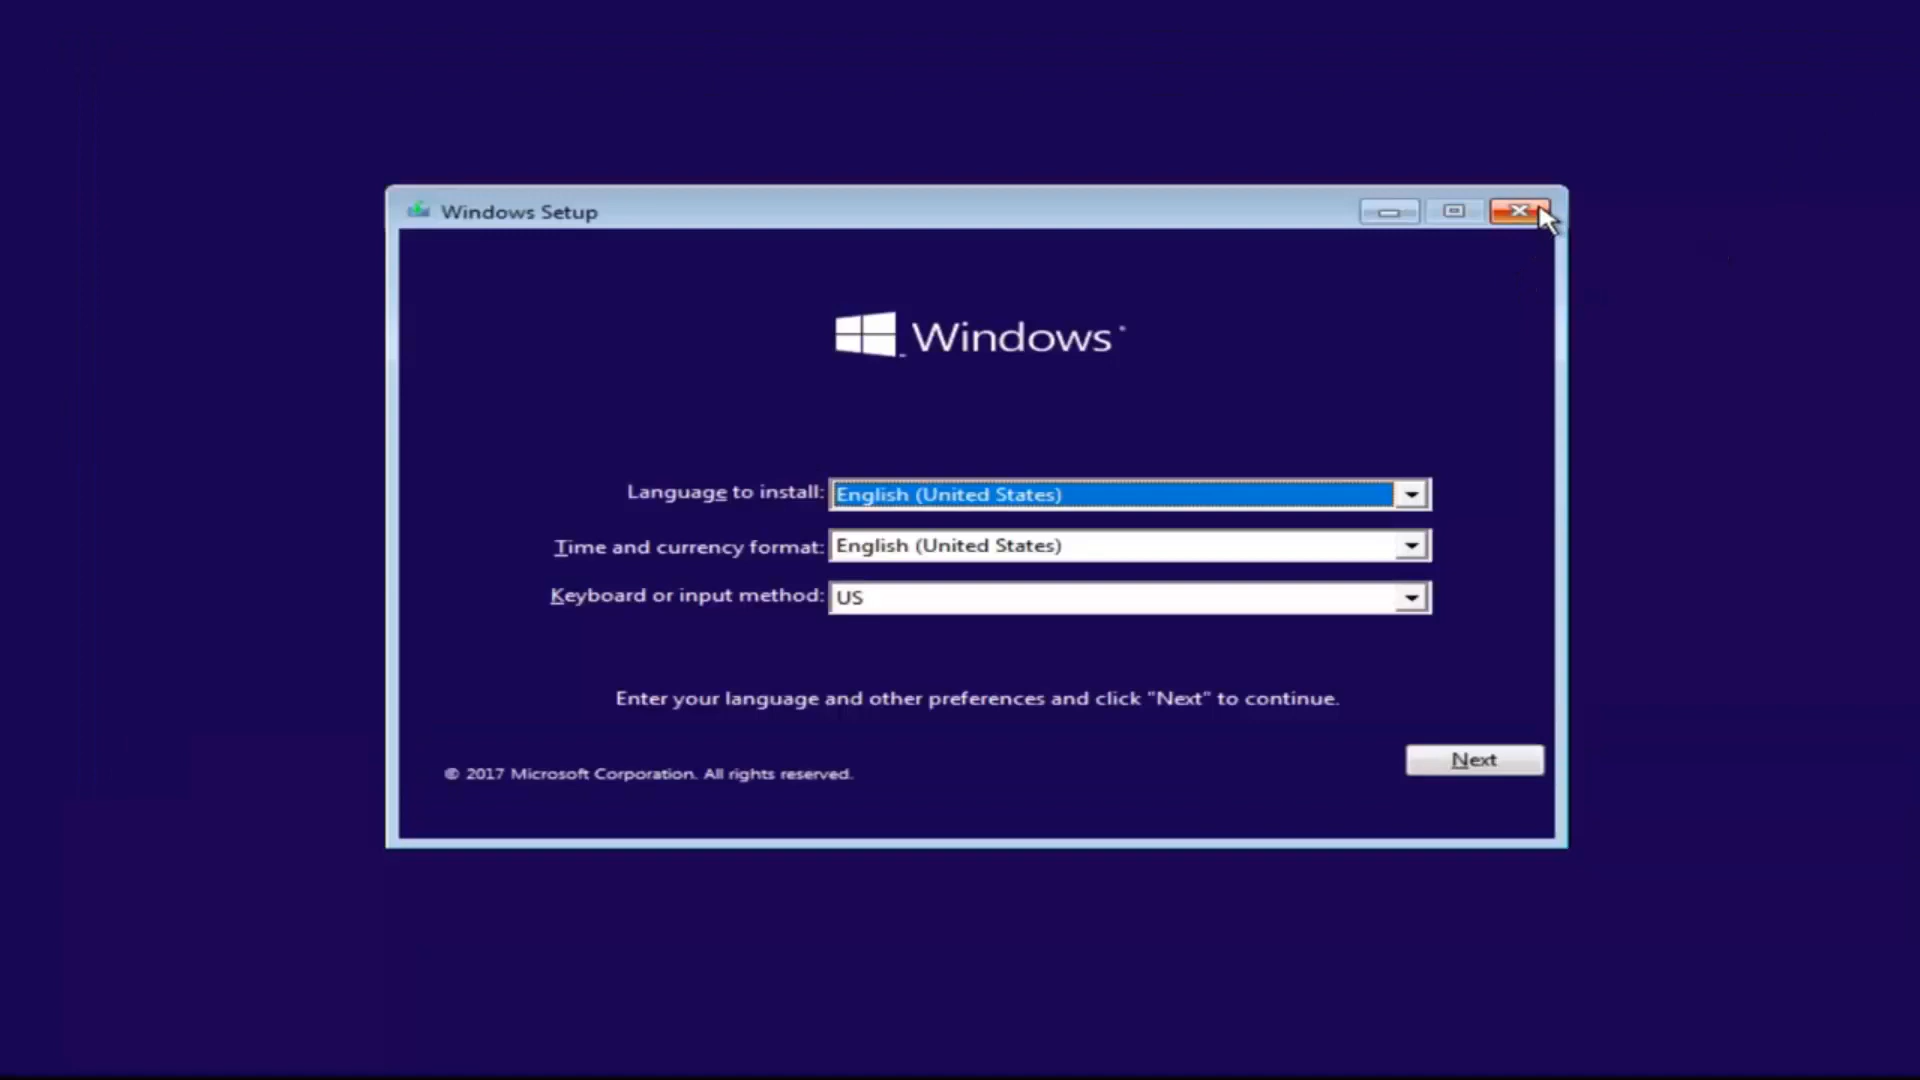 Windows Setup
Windows
Language to install: English (United States)
Time and currency format: English (United States)
Keyboard or input method: US
Enter your language and other preferences and click "Next" to continue.
© 2017 Microsoft Corporation. All rights reserved.
Next